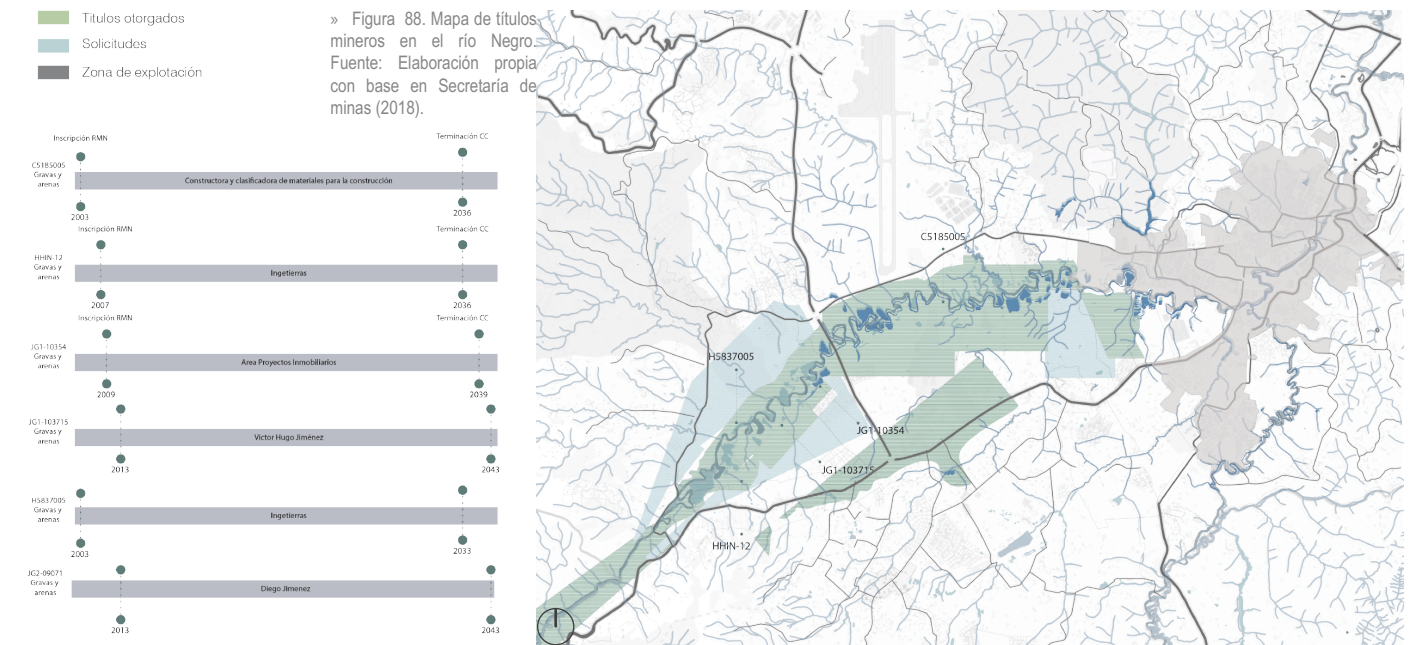 Titulos otorgados
Solicitudes
Zona de explotación
» Figura 88. Mapa de títulos
mineros en el río Negro.
Fuente: Elaboración propia
con base en Secretaría de
minas (2018).
Inscripción RMN
Terminación CC
C5185005
Gravas y
arenas
Constructora y clasificadora de materiales para la construcción
2003
2036
Inscripción RMN
Terminación CC
HHIN-12
Gravas y
arenas
Ingetierras
2007
2036
Inscripción RMN
Terminación CC
JG1-10354
Gravas y
arenas
Area Proyectos Inmobiliarios
2009
2039
JG1-103715
Gravas y
arenas
Victor Hugo Jiménez
2013
2043
H5837005
Gravas y
arenas
Ingetierras
2003
2033
JG2-09071
Gravas y
arenas
Diego Jimenez
2013
2043
C5185005
H5837005
JG1-10354
JG1-103715
HHIN-12